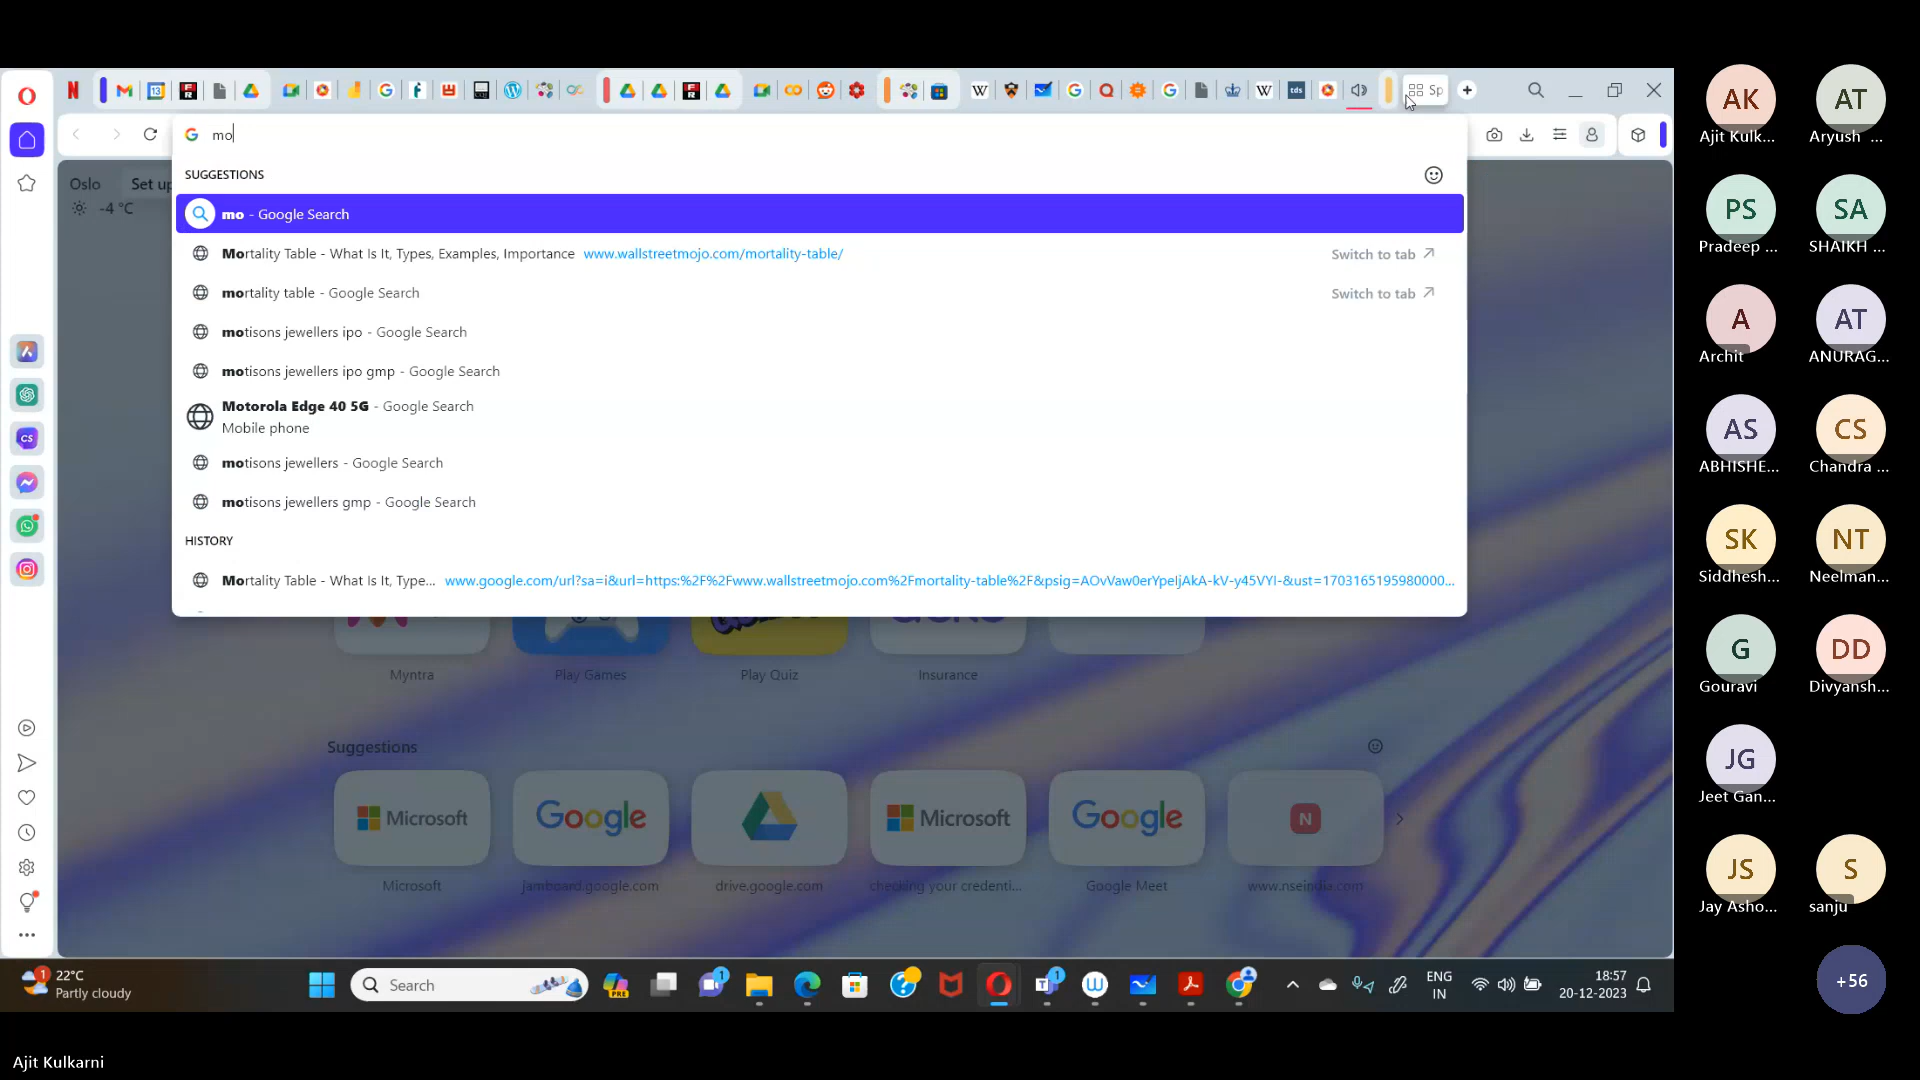 Sp
mo
Oslo
Set up
-4 °C
SUGGESTIONS
mo - Google Search
Mortality Table - What Is It, Types, Examples, Importance www.wallstreetmojo.com/mortality-table/ Switch to tab
mortality table - Google Search Switch to tab
motisons jewellers ipo - Google Search
motisons jewellers ipo gmp - Google Search
Motorola Edge 40 5G - Google Search
Mobile phone
motisons jewellers - Google Search
motisons jewellers gmp - Google Search
HISTORY
Mortality Table - What Is It, Type... www.google.com/url?sa=i&url=https:%2F%2Fwww.wallstreetmojo.com%2Fmortality-table%2F&psig=AOvVaw0erYpeIjAkA-kV-y45VYI-&ust=1703165195980000...
Myntra
Play Games
Play Quiz
Insurance
Suggestions
Microsoft
Google
Microsoft
Google
N
Microsoft
jamboard.google.com
drive.google.com
checking your credenti...
Google Meet
www.nseindia.com
1
22°C
Partly cloudy
Search
PRE
1
1
ENG
IN
18:57
20-12-2023
AK
Ajit Kulk...
AT
Aryush ...
PS
Pradeep ...
SA
SHAIKH ...
A
Archit
AT
ANURAG...
AS
ABHISHE...
CS
Chandra ...
SK
Siddhesh...
NT
Neelman...
G
Gouravi
DD
Divyansh...
JG
Jeet Gan...
JS
Jay Asho...
S
sanju
+56
Ajit Kulkarni